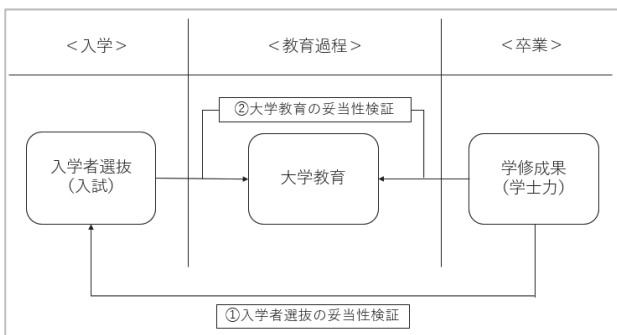 ＜入学＞
＜教育過程＞
＜卒業＞
②大学教育の妥当性検証
入学者選抜
（入試）
大学教育
学修成果
（学士力）
①入学者選抜の妥当性検証